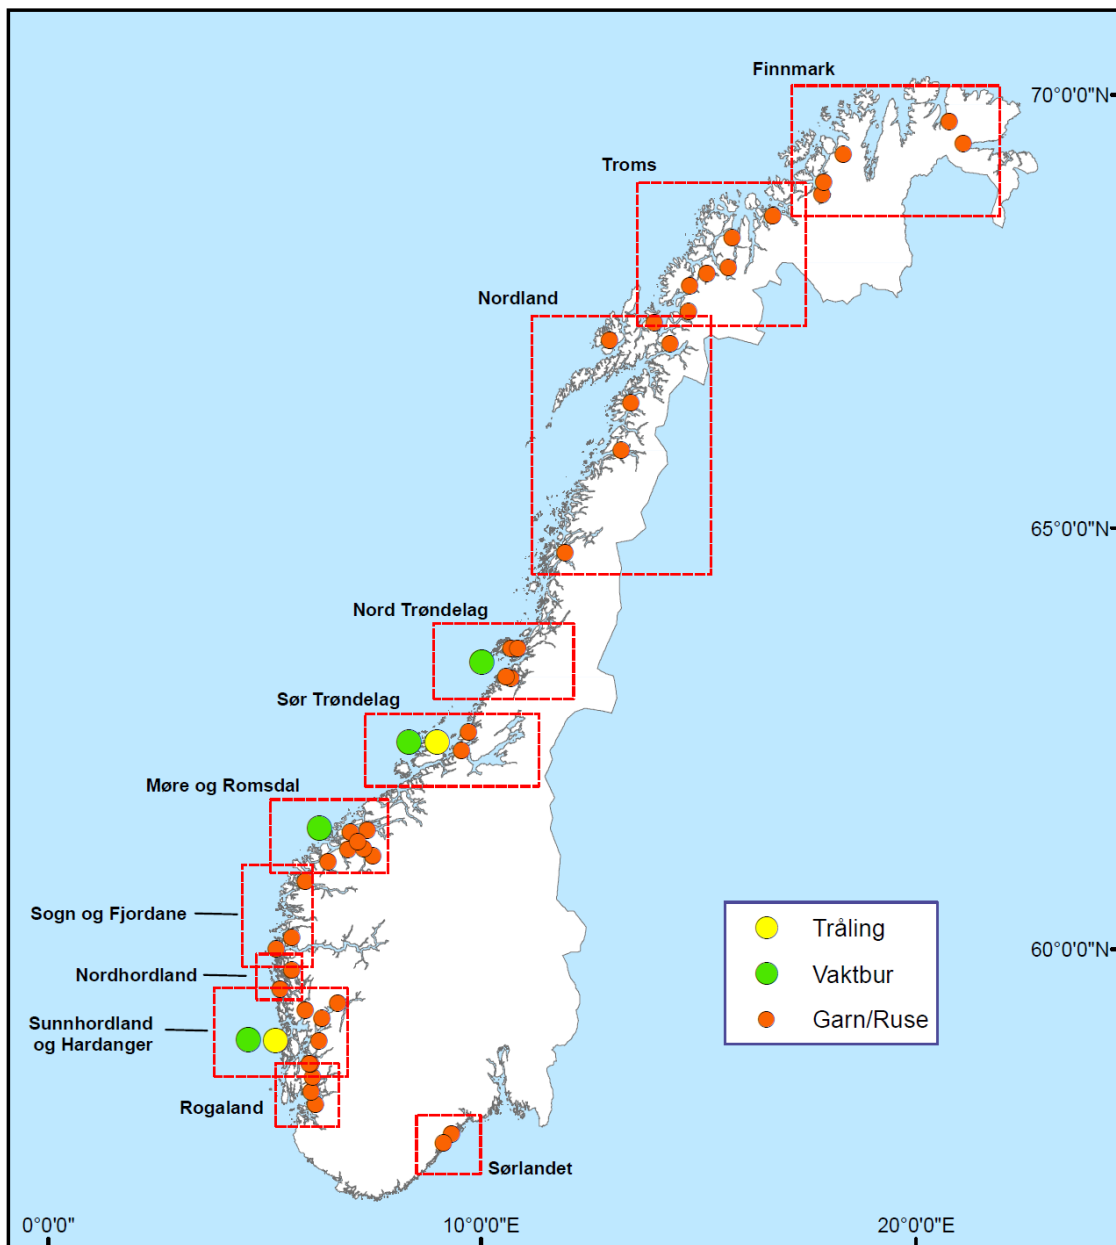 Finnmark
70°0'0"N
Troms
Nordland
65°0'0"N
Nord Trøndelag
Sør Trøndelag
Møre og Romsdal
Sogn og Fjordane
Tråling
60°0'0"N
Nordhordland
Vaktbur
Sunnhordland
og Hardanger
Garn/Ruse
Rogaland
Sørlandet
0°0'0"
10°0'0"E
20°0'0"E